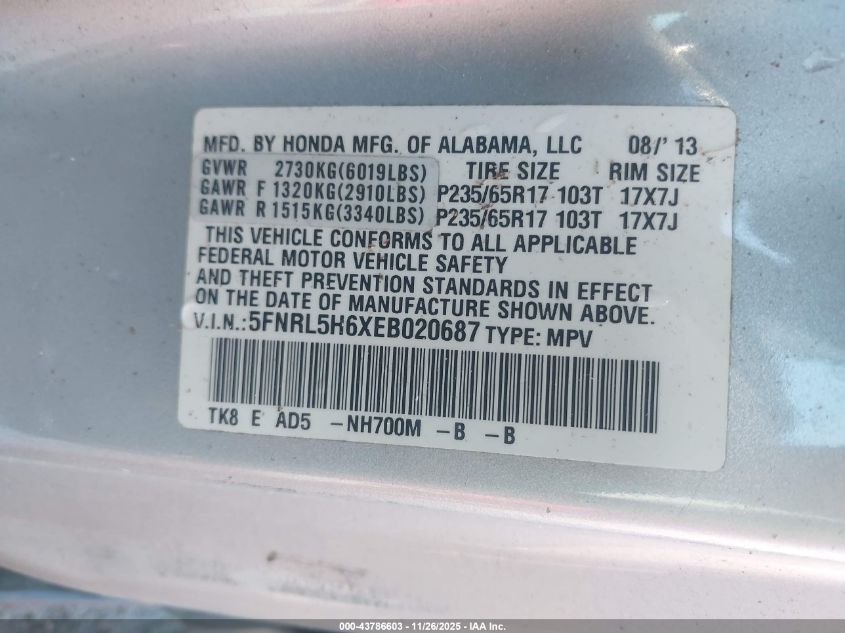 MFD. BY HONDA MFG. OF ALABAMA, LLC 08/' 13
GVWR 2730KG(6019LBS) TIRE SIZE RIM SIZE
GAWR F 1320KG(2910LBS) P235/65R17 103T 17X7J
GAWR R 1515KG(3340LBS) P235/65R17 103T 17X7J
THIS VEHICLE CONFORMS TO ALL APPLICABLE
FEDERAL MOTOR VEHICLE SAFETY
AND THEFT PREVENTION STANDARDS IN EFFECT
ON THE DATE OF MANUFACTURE SHOWN ABOVE.
V.I.N.:5FNRL5H6XEB020687 TYPE: MPV
TK8 E AD5 -NH700M -B -B
000-43786603 - 11/26/2025 - IAA Inc.